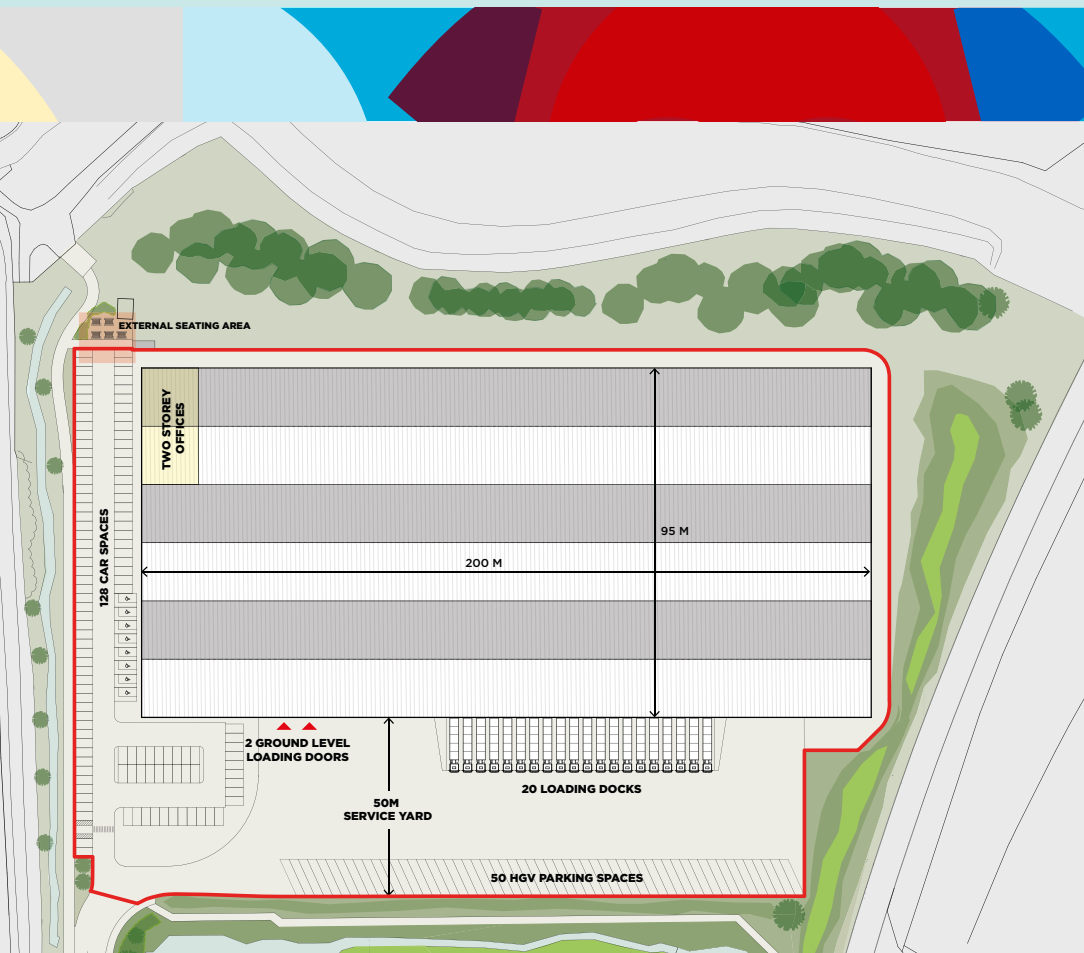 EXTERNAL SEATING AREA
TWO STOREY
OFFICES
128 CAR SPACES
95 M
200 M
2 GROUND LEVEL
LOADING DOORS
20 LOADING DOCKS
50M
SERVICE YARD
50 HGV PARKING SPACES